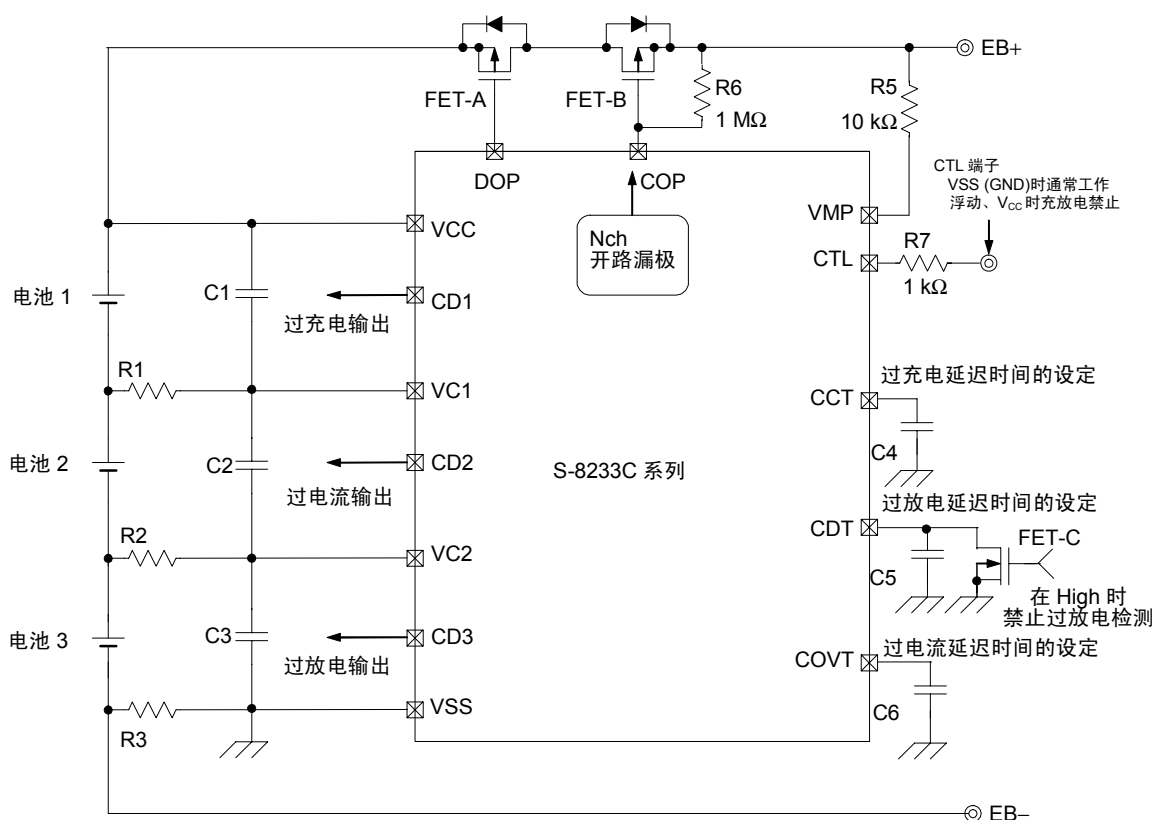 EB+
FET-A
FET-B
R6
1 MΩ
R5
10 kΩ
DOP
COP
CTL 端子
VSS (GND)时通常工作
浮动、VCC 时充放电禁止
VCC
VMP
Nch
开路漏极
CTL
R7
1 kΩ
电池 1
C1
CD1
过充电输出
R1
VC1
过充电延迟时间的设定
CCT
C4
电池 2
C2
CD2
过电流输出
S-8233C 系列
过放电延迟时间的设定
CDT
FET-C
R2
VC2
C5
在 High 时
禁止过放电检测
电池 3
C3
CD3
过放电输出
过电流延迟时间的设定
COVT
C6
VSS
R3
EB−